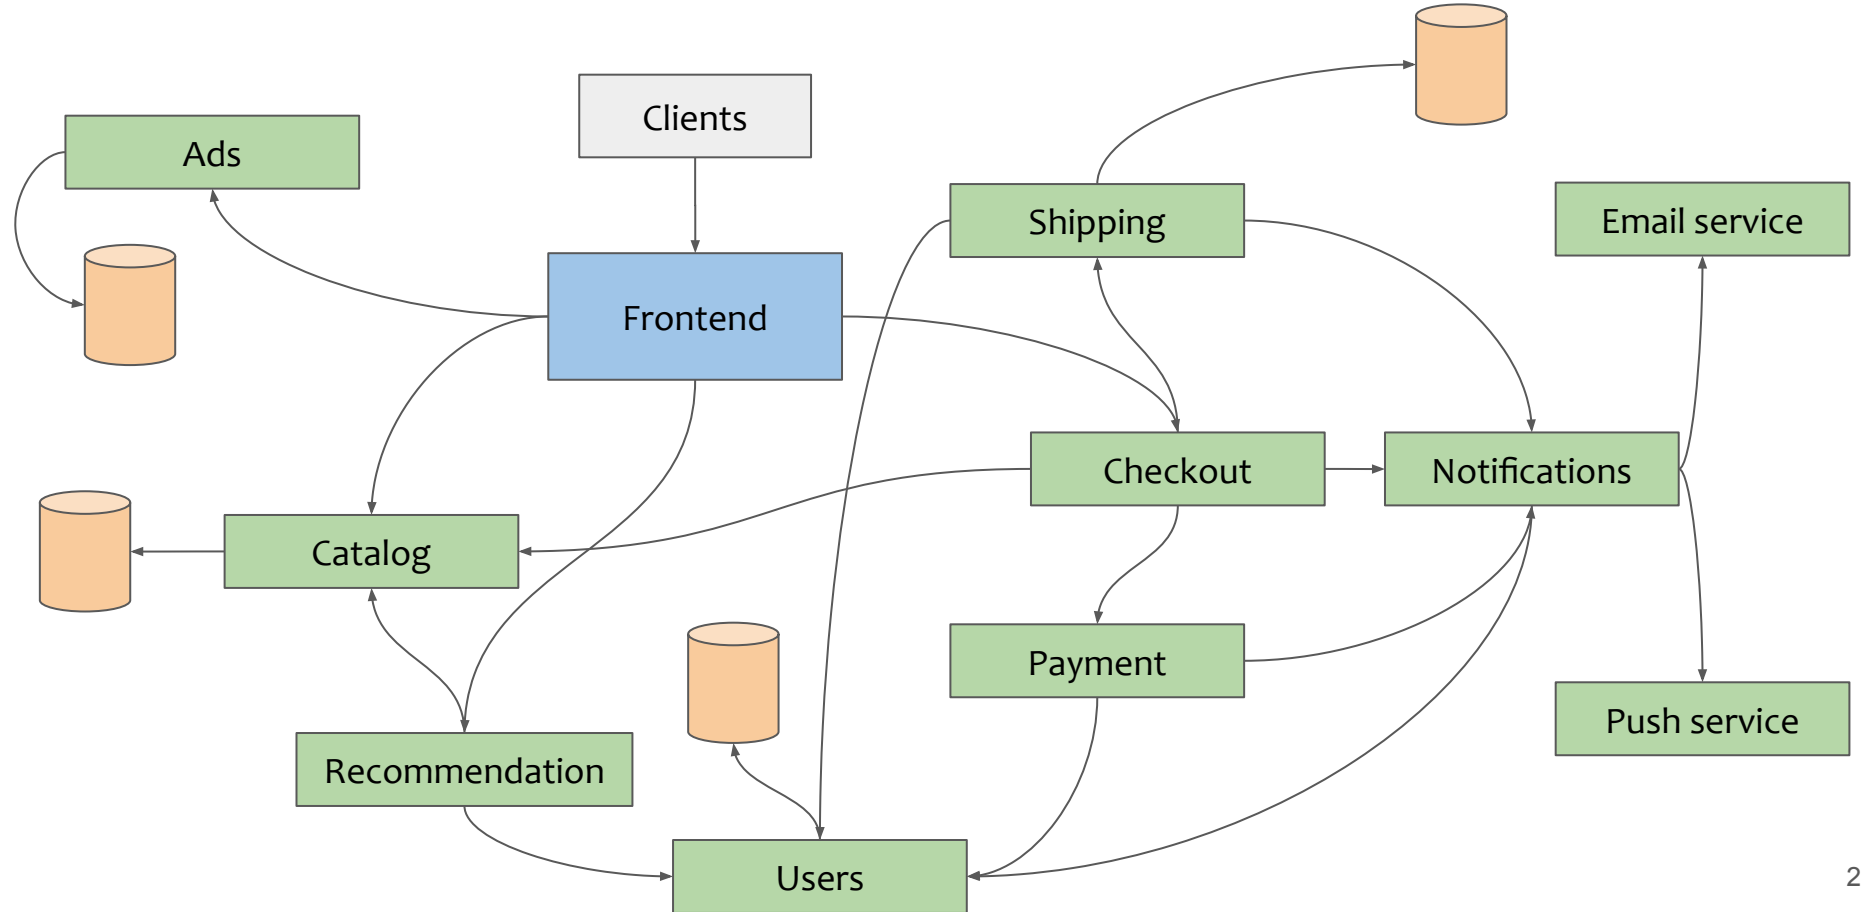 Clients
Ads
Shipping
Email service
Frontend
Checkout
Notifications
Catalog
Payment
Push service
Recommendation
Users
2